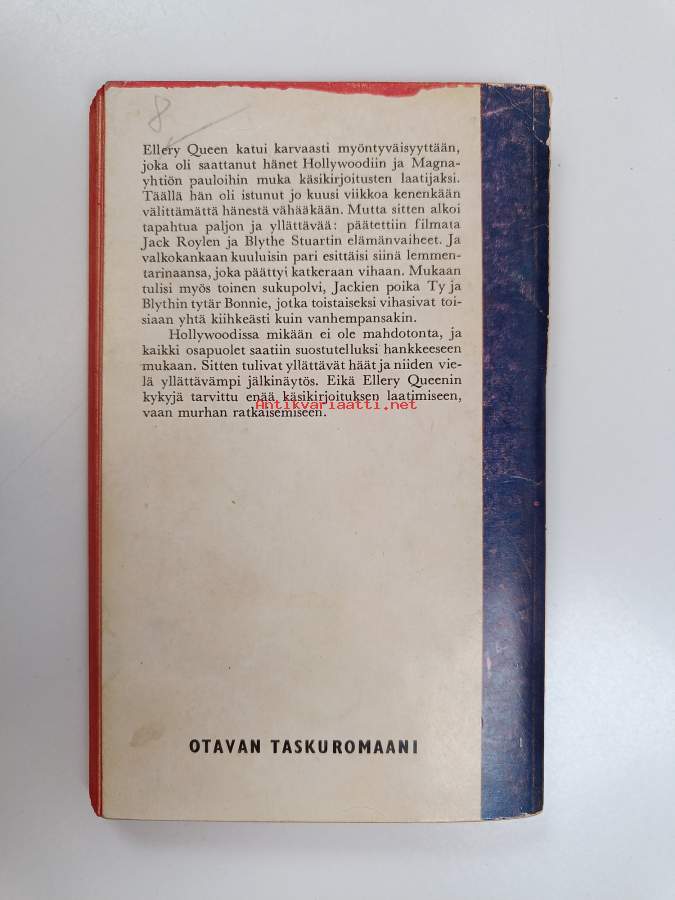 8
Ellery Queen katui karvaasti myöntyväisyyttään,
joka oli saattanut hänet Hollywoodiin ja Magna-
yhtiön pauloihin muka käsikirjoitusten laatijaksi.
Täällä hän oli istunut jo kuusi viikkoa kenenkään
välittämättä hänestä vähääkään. Mutta sitten alkoi
tapahtua paljon ja yllättävää: päätettiin filmata
Jack Roylen ja Blythe Stuartin elämänvaiheet. Ja
valkokankaan kuuluisin pari esittäisi siinä lemmen-
tarinaansa, joka päättyi katkeraan vihaan. Mukaan
tulisi myös toinen sukupolvi, Jackien poika Ty ja
Blythin tytär Bonnie, jotka toistaiseksi vihasivat toi-
siaan yhtä kiihkeästi kuin vanhempansakin.
Hollywoodissa mikään ei ole mahdotonta, ja
kaikki osapuolet saatiin suostutelluksi hankkeeseen
mukaan. Sitten tulivat yllättävät häät ja niiden vie-
lä yllättävämpi jälkinäytös. Eikä Ellery Queenin
kykyjä tarvittu enää käsikirjoituksen laatimiseen,
Antikvariaatti.net
vaan murhan ratkaisemiseen.
OTAVAN TASKUROMAANI